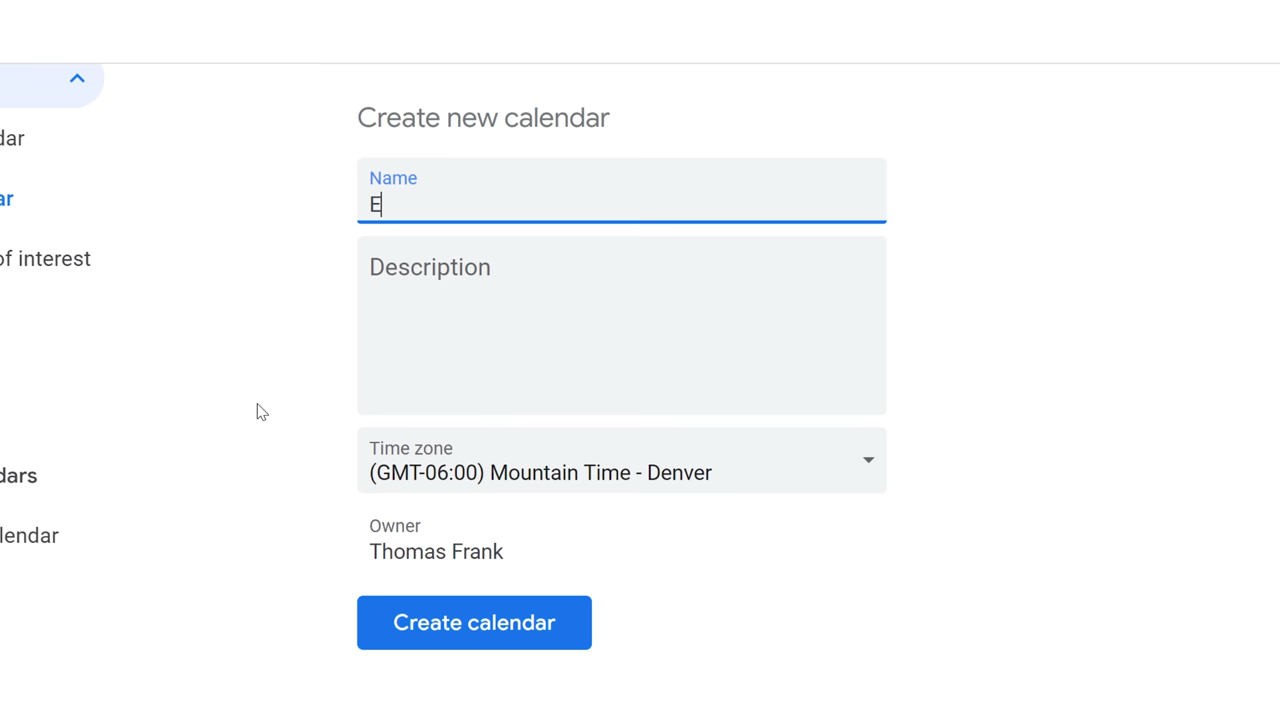 Create new calendar
dar
Name
E
ar
of interest
Description
Time zone
(GMT-06:00) Mountain Time - Denver
dars
Owner
lendar
Thomas Frank
Create calendar